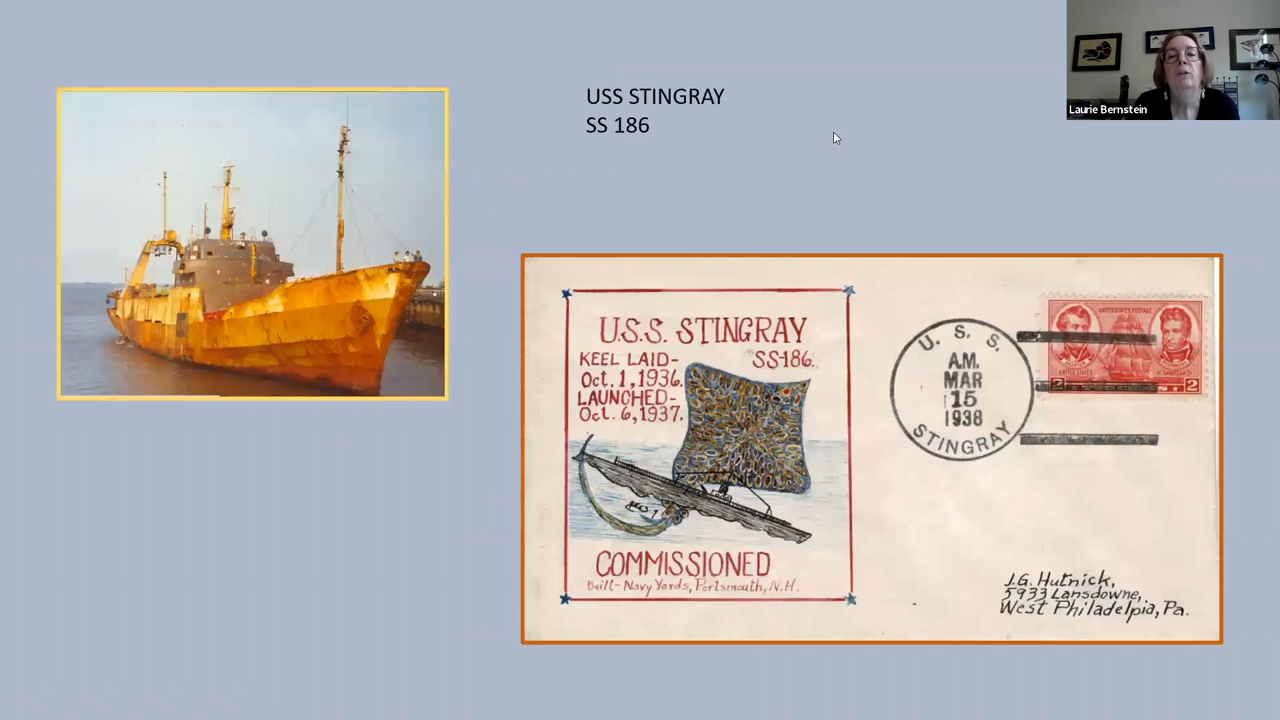 USS STINGRAY
SS 186
Laurie Bernstein
U.S.S. STINGRAY
KEEL LAID- SS-186.
Oct. 1, 1936.
LAUNCHED-
Oct. 6, 1937.
COMMISSIONED
Built-Navy Yards, Portsmouth, N.H.
U. S. S.
A.M.
MAR
15
1938
STINGRAY
UNITED STATES POSTAGE
2 2
J.G. Hutnick,
5933 Lansdowne,
West Philadelpia, Pa.